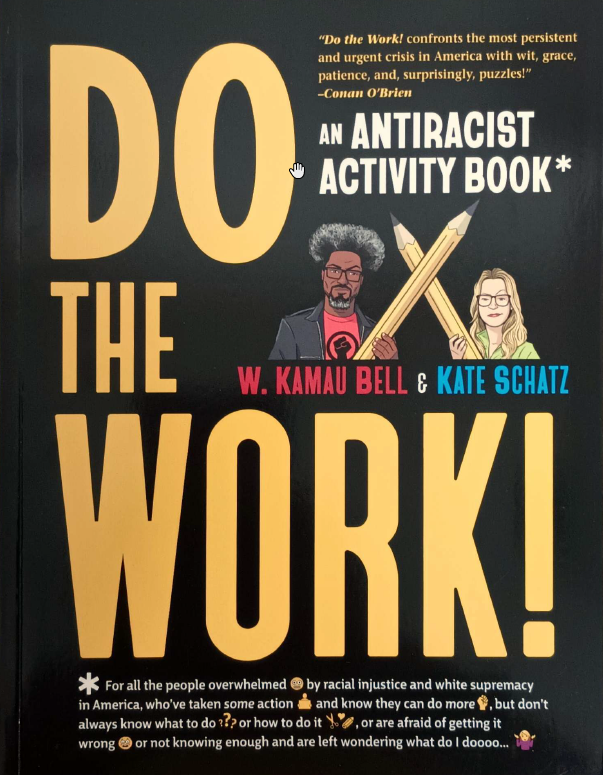 DO
THE
WORK!
"Do the Work! confronts the most persistent
and urgent crisis in America with wit, grace,
patience, and, surprisingly, puzzles!"
–Conan O'Brien
AN ANTIRACIST
ACTIVITY BOOK*
W. KAMAU BELL & KATE SCHATZ
* For all the people overwhelmed by racial injustice and white supremacy
in America, who've taken some action and know they can do more, but don't
always know what to do ??? or how to do it, or are afraid of getting it
wrong or not knowing enough and are left wondering what do I doooo...